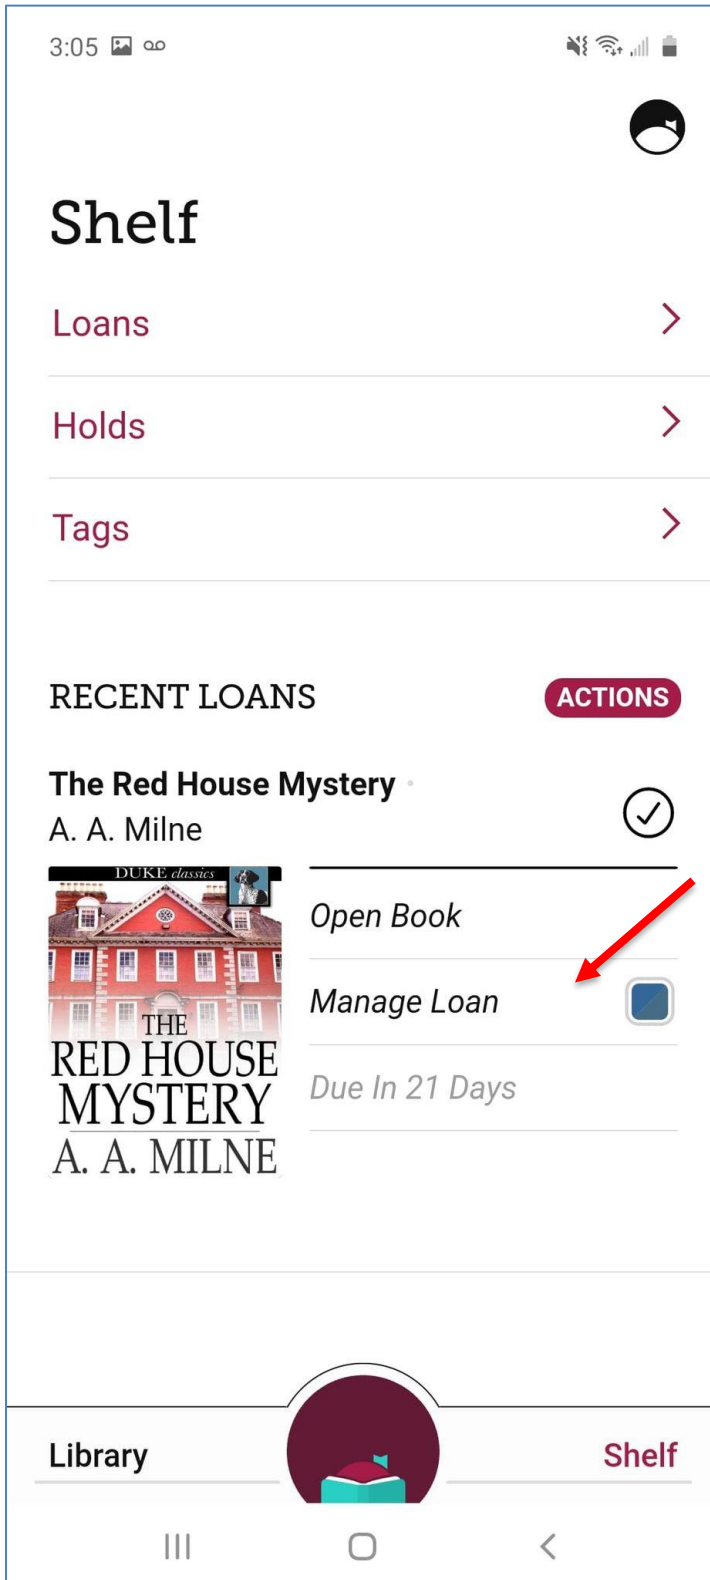 3:05
Shelf
Loans
Holds
Tags
RECENT LOANS
ACTIONS
The Red House Mystery
A. A. Milne
DUKE classics
THE
RED HOUSE
MYSTERY
A. A. MILNE
Open Book
Manage Loan
Due In 21 Days
Library
Shelf